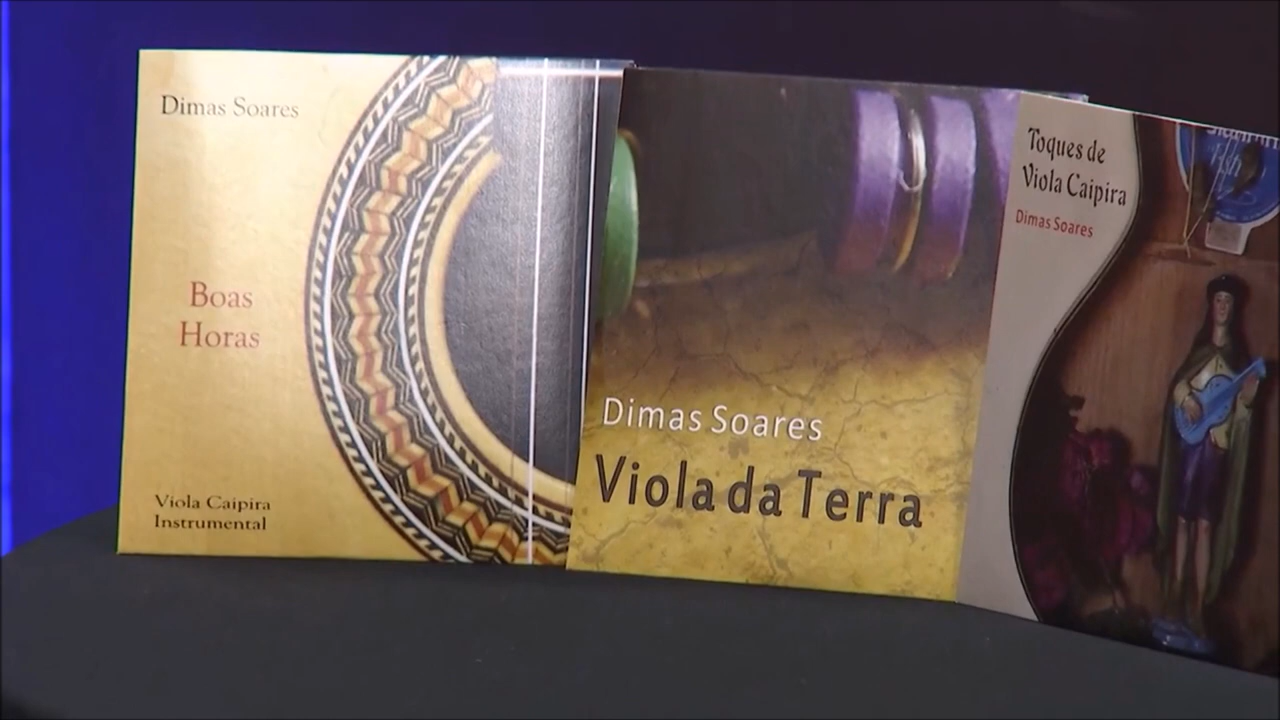 Dimas Soares
Boas
Horas
Viola Caipira
Instrumental
Dimas Soares
Viola da Terra
Toques de
Viola Caipira
Dimas Soares